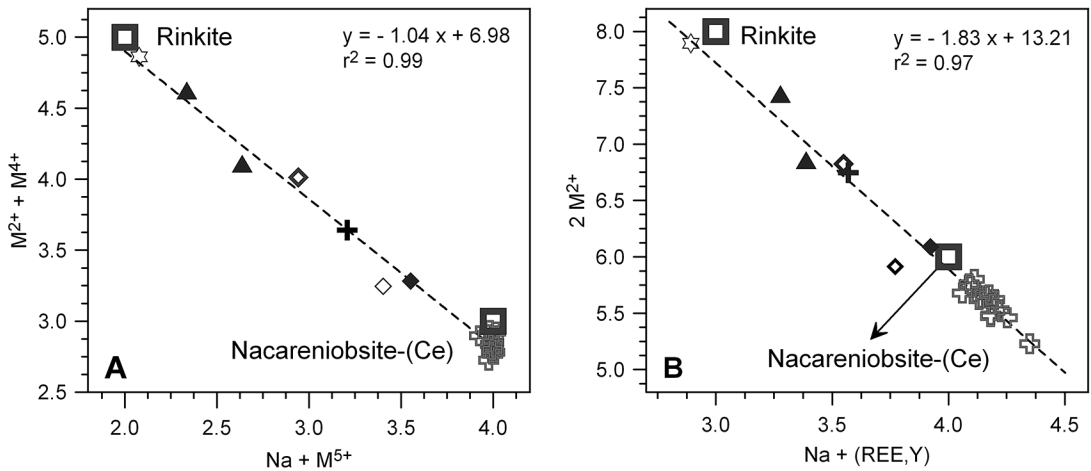 Rinkite
y = - 1.04 x + 6.98
r² = 0.99
Nacareniobsite-(Ce)
A
M²⁺ + M⁴⁺
5.0
4.5
4.0
3.5
3.0
2.5
2.0 2.5 3.0 3.5 4.0
Na + M⁵⁺
Rinkite
y = - 1.83 x + 13.21
r² = 0.97
Nacareniobsite-(Ce)
B
2 M²⁺
8.0
7.5
7.0
6.5
6.0
5.5
5.0
3.0 3.5 4.0 4.5
Na + (REE,Y)